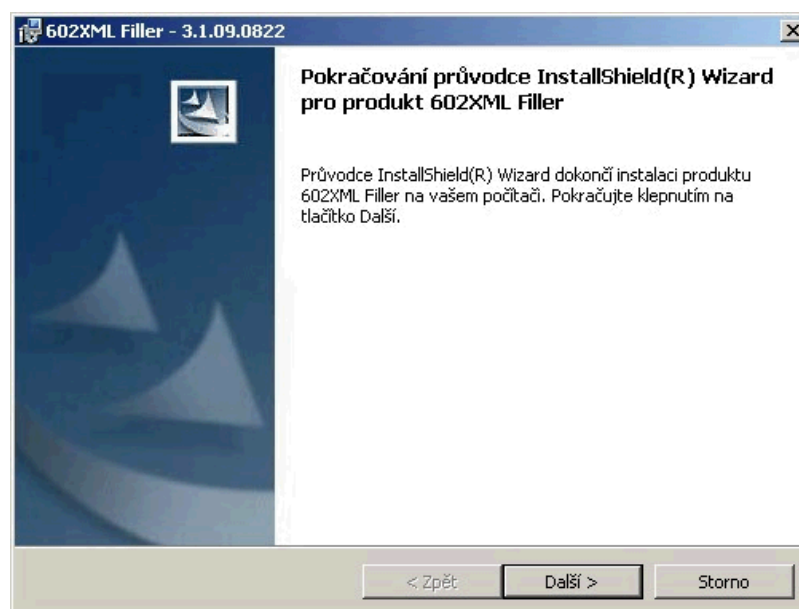 602XML Filler - 3.1.09.0822
Pokračování průvodce InstallShield(R) Wizard
pro produkt 602XML Filler
Průvodce InstallShield(R) Wizard dokončí instalaci produktu
602XML Filler na vašem počítači. Pokračujte klepnutím na
tlačítko Další.
< Zpět
Další >
Storno